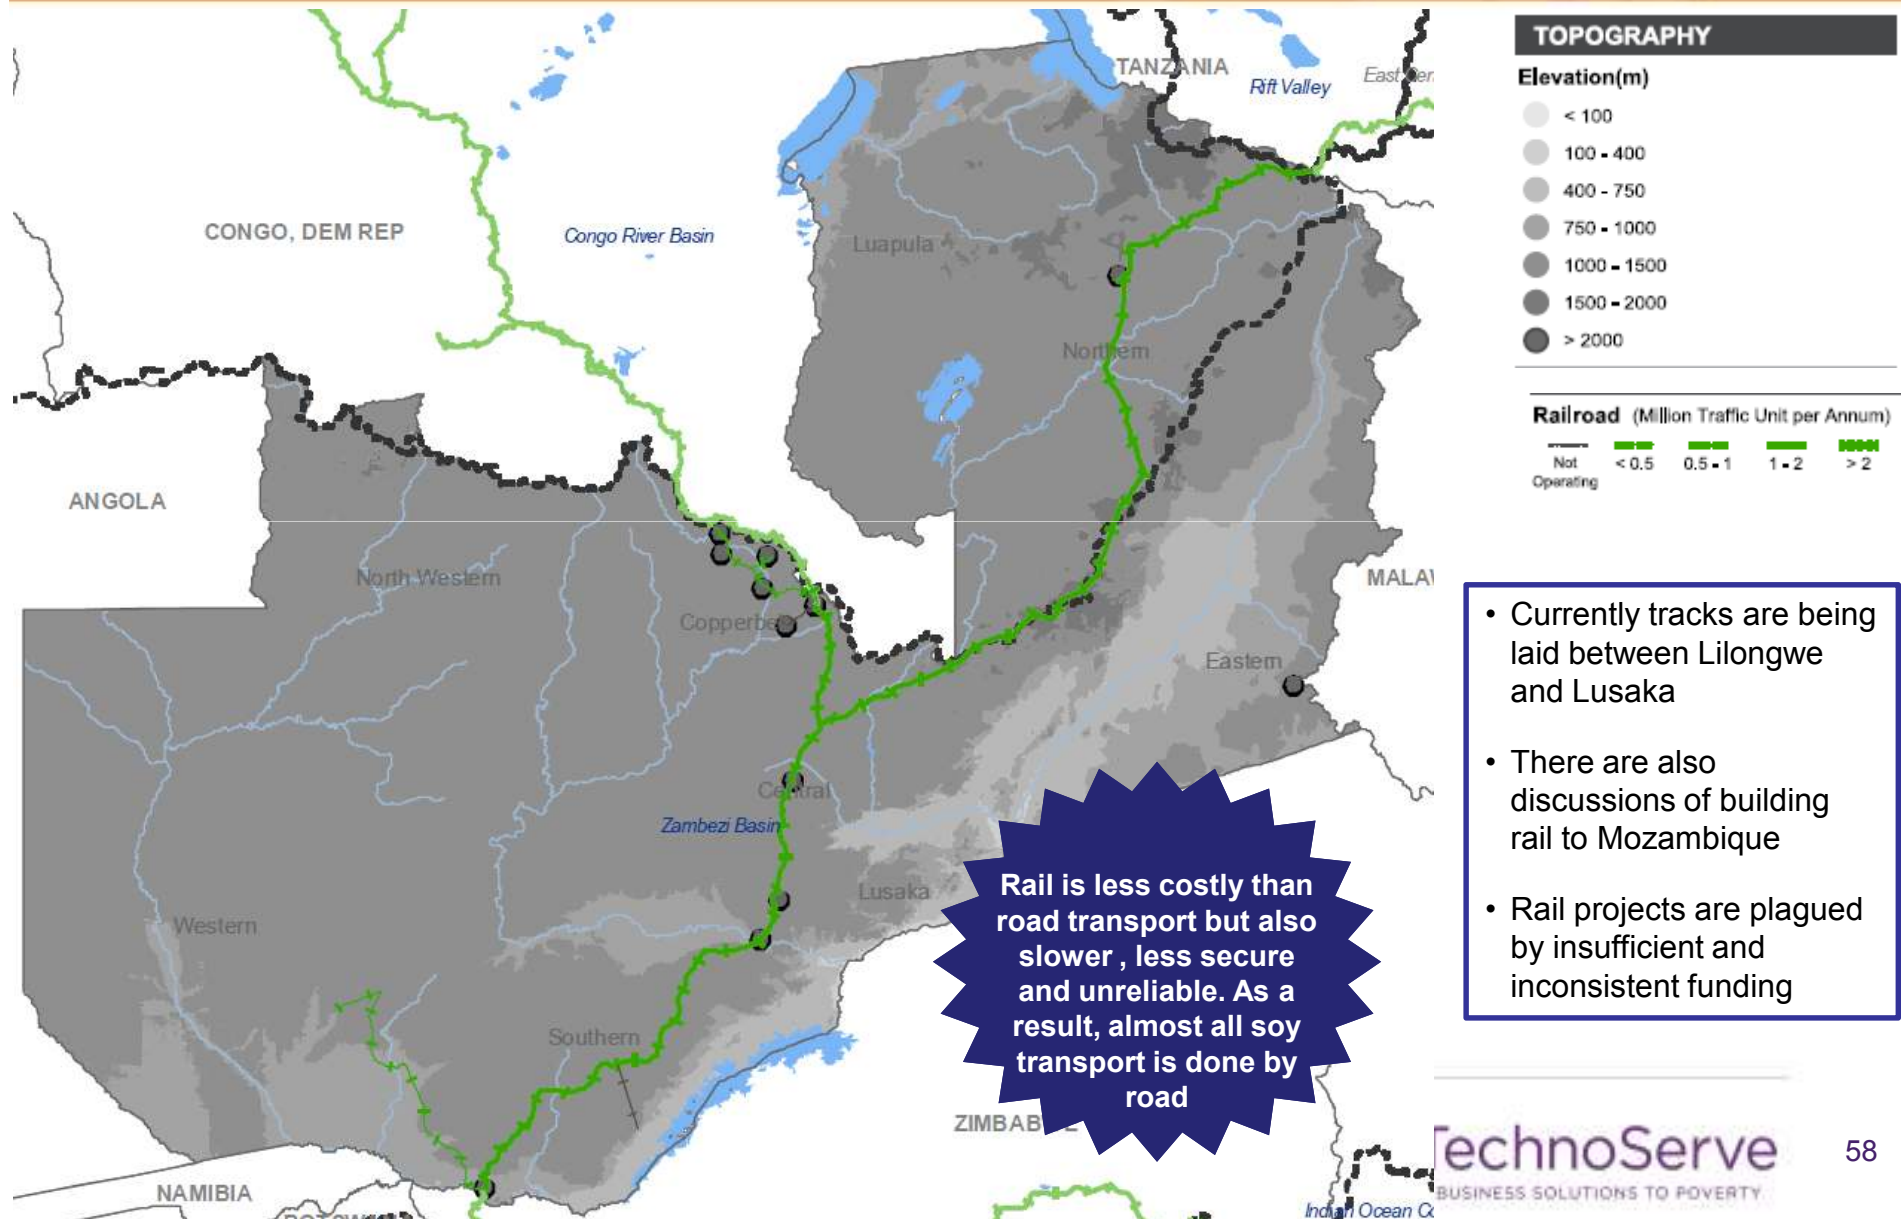 TANZANIA
Rift Valley
CONGO, DEM REP
Congo River Basin
Luapula
Northern
ANGOLA
North Western
MALA
Eastern
Central
Zambezi Basin
Lusaka
Western
Southern
ZIMBAB
NAMIBIA
Indian Ocean
Rail is less costly than
road transport but also
slower , less secure
and unreliable. As a
result, almost all soy
transport is done by
road
TOPOGRAPHY
Elevation(m)
< 100
100 - 400
400 - 750
750 - 1000
1000 - 1500
1500 - 2000
> 2000
Railroad (Million Traffic Unit per Annum)
Not Operating
< 0.5
0.5 - 1
1 - 2
> 2
• Currently tracks are being
laid between Lilongwe
and Lusaka
• There are also
discussions of building
rail to Mozambique
• Rail projects are plagued
by insufficient and
inconsistent funding
TechnoServe
BUSINESS SOLUTIONS TO POVERTY
58